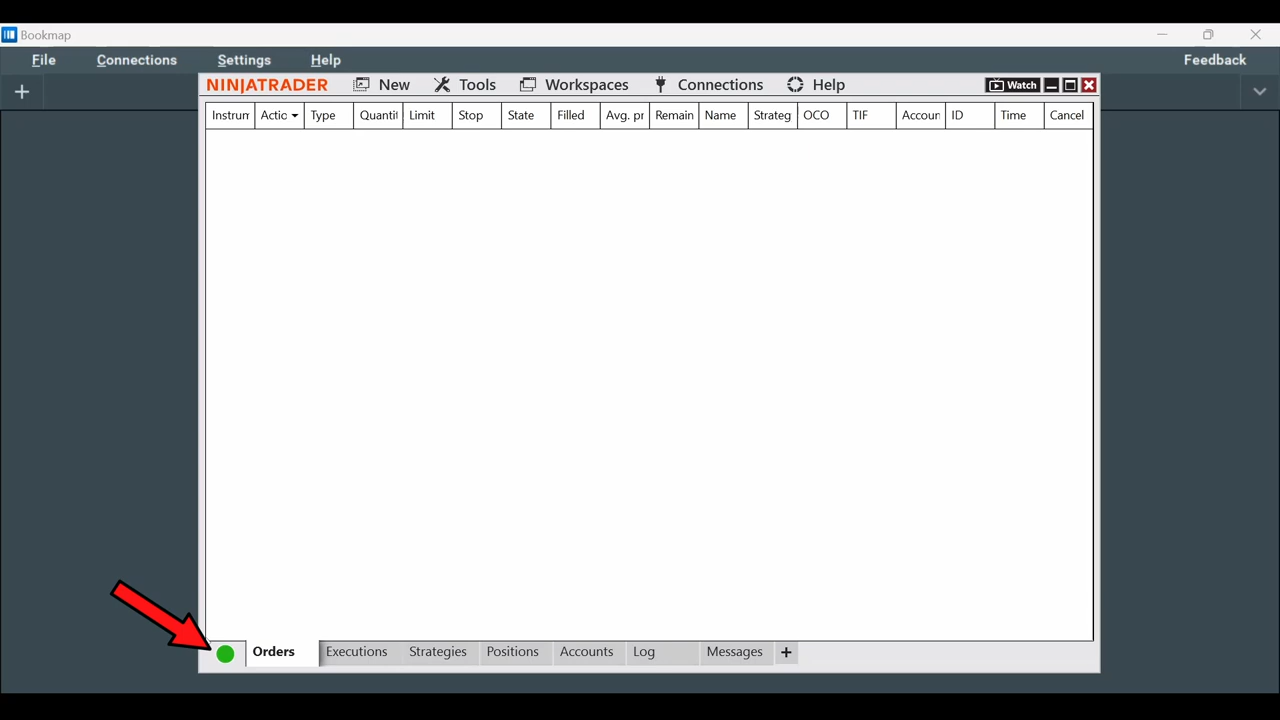 Bookmap
File Connections Settings Help Feedback
NINJATRADER New Tools Workspaces Connections Help Watch
Instrun Actic Type Quantit Limit Stop State Filled Avg. pr Remain Name Strateg OCO TIF Accoun ID Time Cancel
Orders Executions Strategies Positions Accounts Log Messages +